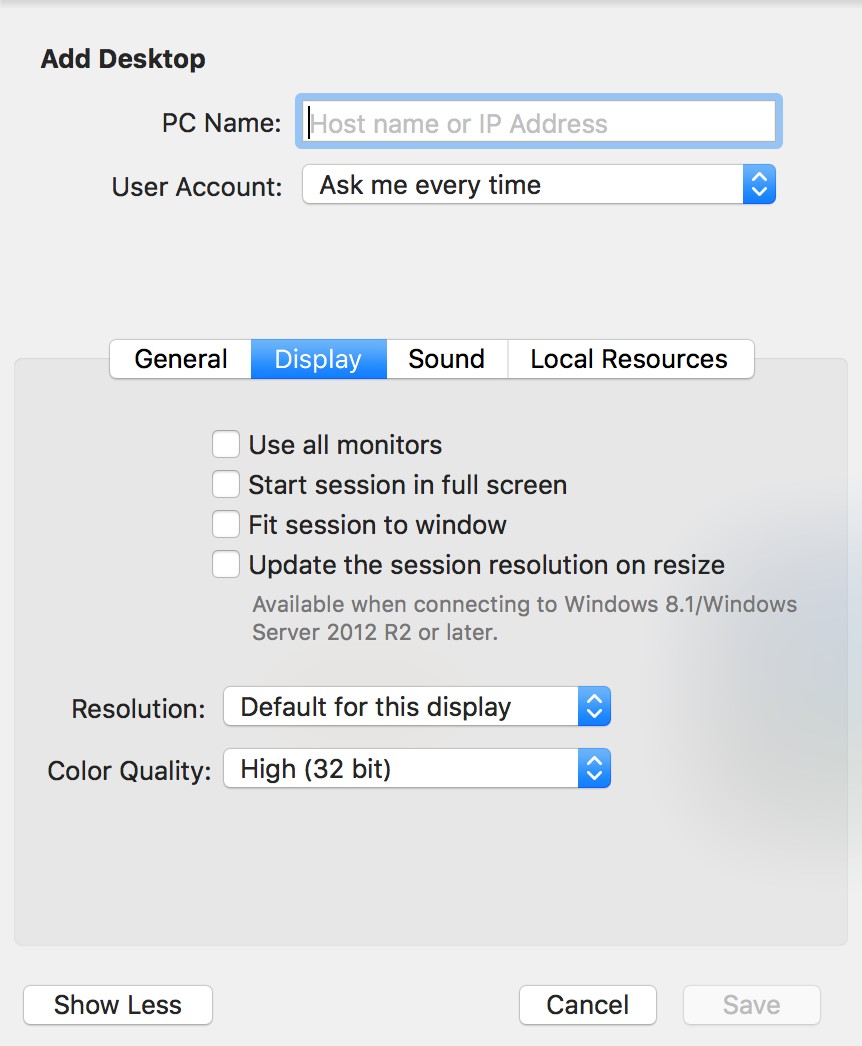 Add Desktop
PC Name: Host name or IP Address
User Account: Ask me every time
General Display Sound Local Resources
Use all monitors
Start session in full screen
Fit session to window
Update the session resolution on resize
Available when connecting to Windows 8.1/Windows
Server 2012 R2 or later.
Resolution: Default for this display
Color Quality: High (32 bit)
Show Less Cancel Save